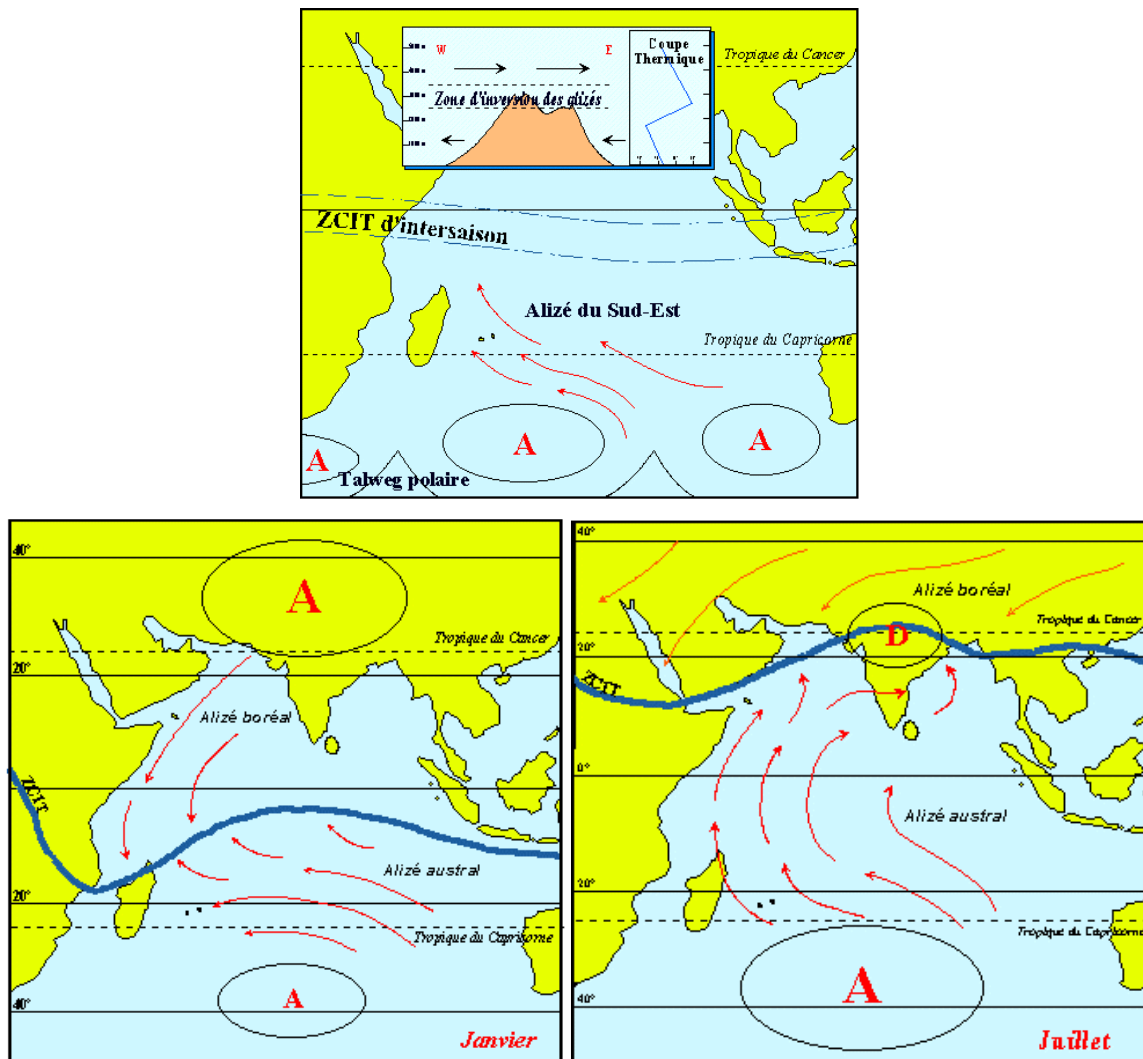 W
E
Coupe
Thermique
Zone d'inversion des alizés
Tropique du Cancer
ZCIT d'intersaison
Alizé du Sud-Est
Tropique du Capricorne
A
A
A
Talweg polaire
40°
A
Tropique du Cancer
20°
Alizé boréal
ZCIT
Alizé austral
20°
Tropique du Capricorne
A
40°
Janvier
40°
Alizé boréal
D
Tropique du Cancer
20°
ZCIT
0°
Alizé austral
20°
Tropique du Capricorne
A
40°
Juillet